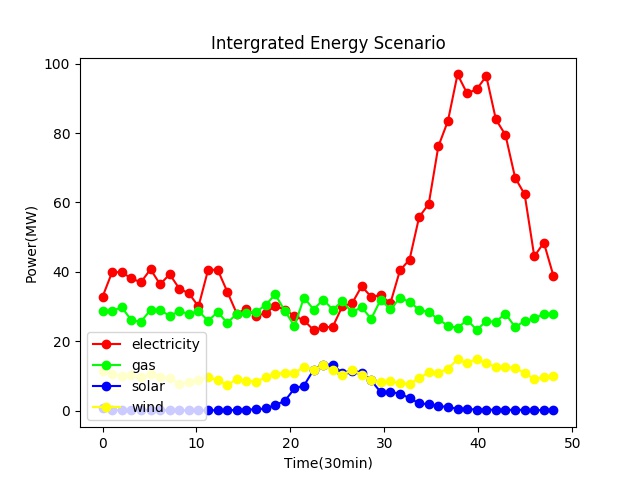 Intergrated Energy Scenario
Power(MW)
100
80
60
40
20
0
electricity
gas
solar
wind
0 10 20 30 40 50
Time(30min)